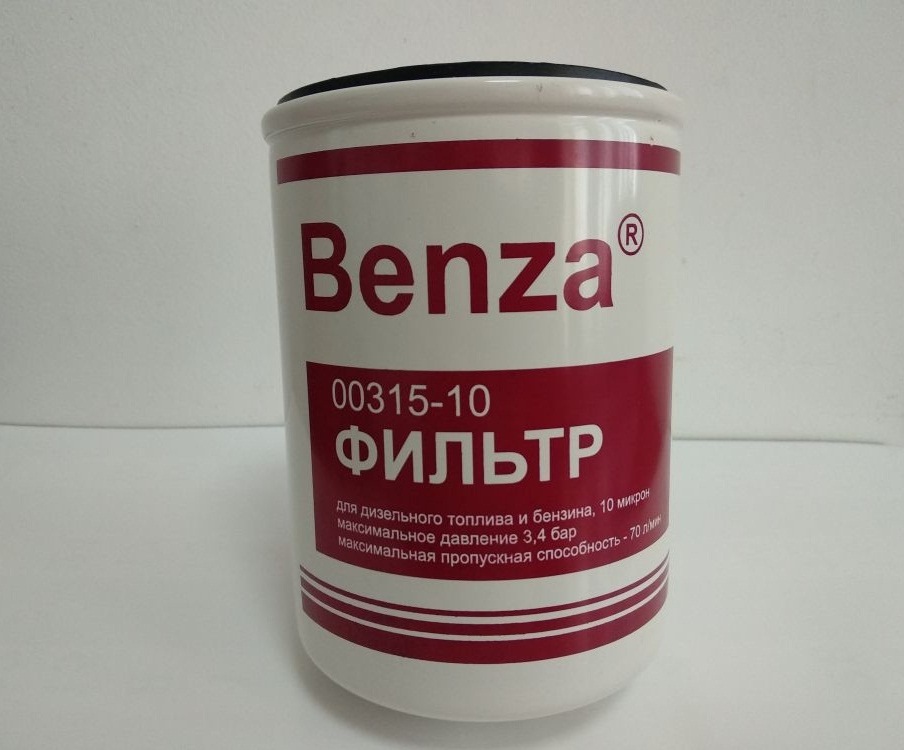 Benza®
00315-10
ФИЛЬТР
для дизельного топлива и бензина, 10 микрон
максимальное давление 3,4 бар
максимальная пропускная способность - 70 л/мин